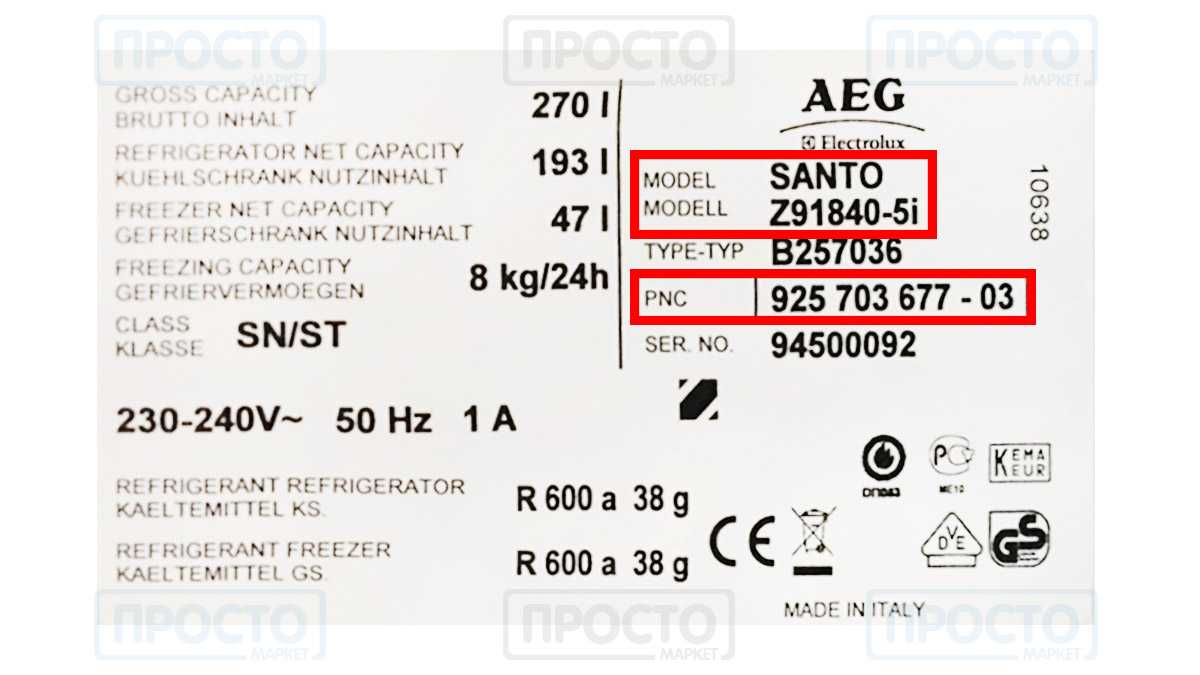 ПРОСТО МАРКЕТ
ПРОСТО МАРКЕТ
ПРОСТО МАРКЕТ
GROSS CAPACITY
BRUTTO INHALT
270 l
REFRIGERATOR NET CAPACITY
KUEHLSCHRANK NUTZINHALT
193 l
FREEZER NET CAPACITY
GEFRIERSCHRANK NUTZINHALT
47 l
FREEZING CAPACITY
GEFRIERVERMOEGEN
8 kg/24h
CLASS
KLASSE
SN/ST
AEG
Electrolux
MODEL SANTO
MODELL Z91840-5i
TYPE-TYP B257036
PNC 925 703 677 - 03
SER. NO. 94500092
10638
230-240V~ 50 Hz 1 A
REFRIGERANT REFRIGERATOR
KAELTEMITTEL KS.
R 600 a 38 g
REFRIGERANT FREEZER
KAELTEMITTEL GS.
R 600 a 38 g
PC
ME10
KEMA
EUR
CE
VDE
GS
MADE IN ITALY
ПРОСТО МАРКЕТ
ПРОСТО МАРКЕТ
ПРОСТО МАРКЕТ